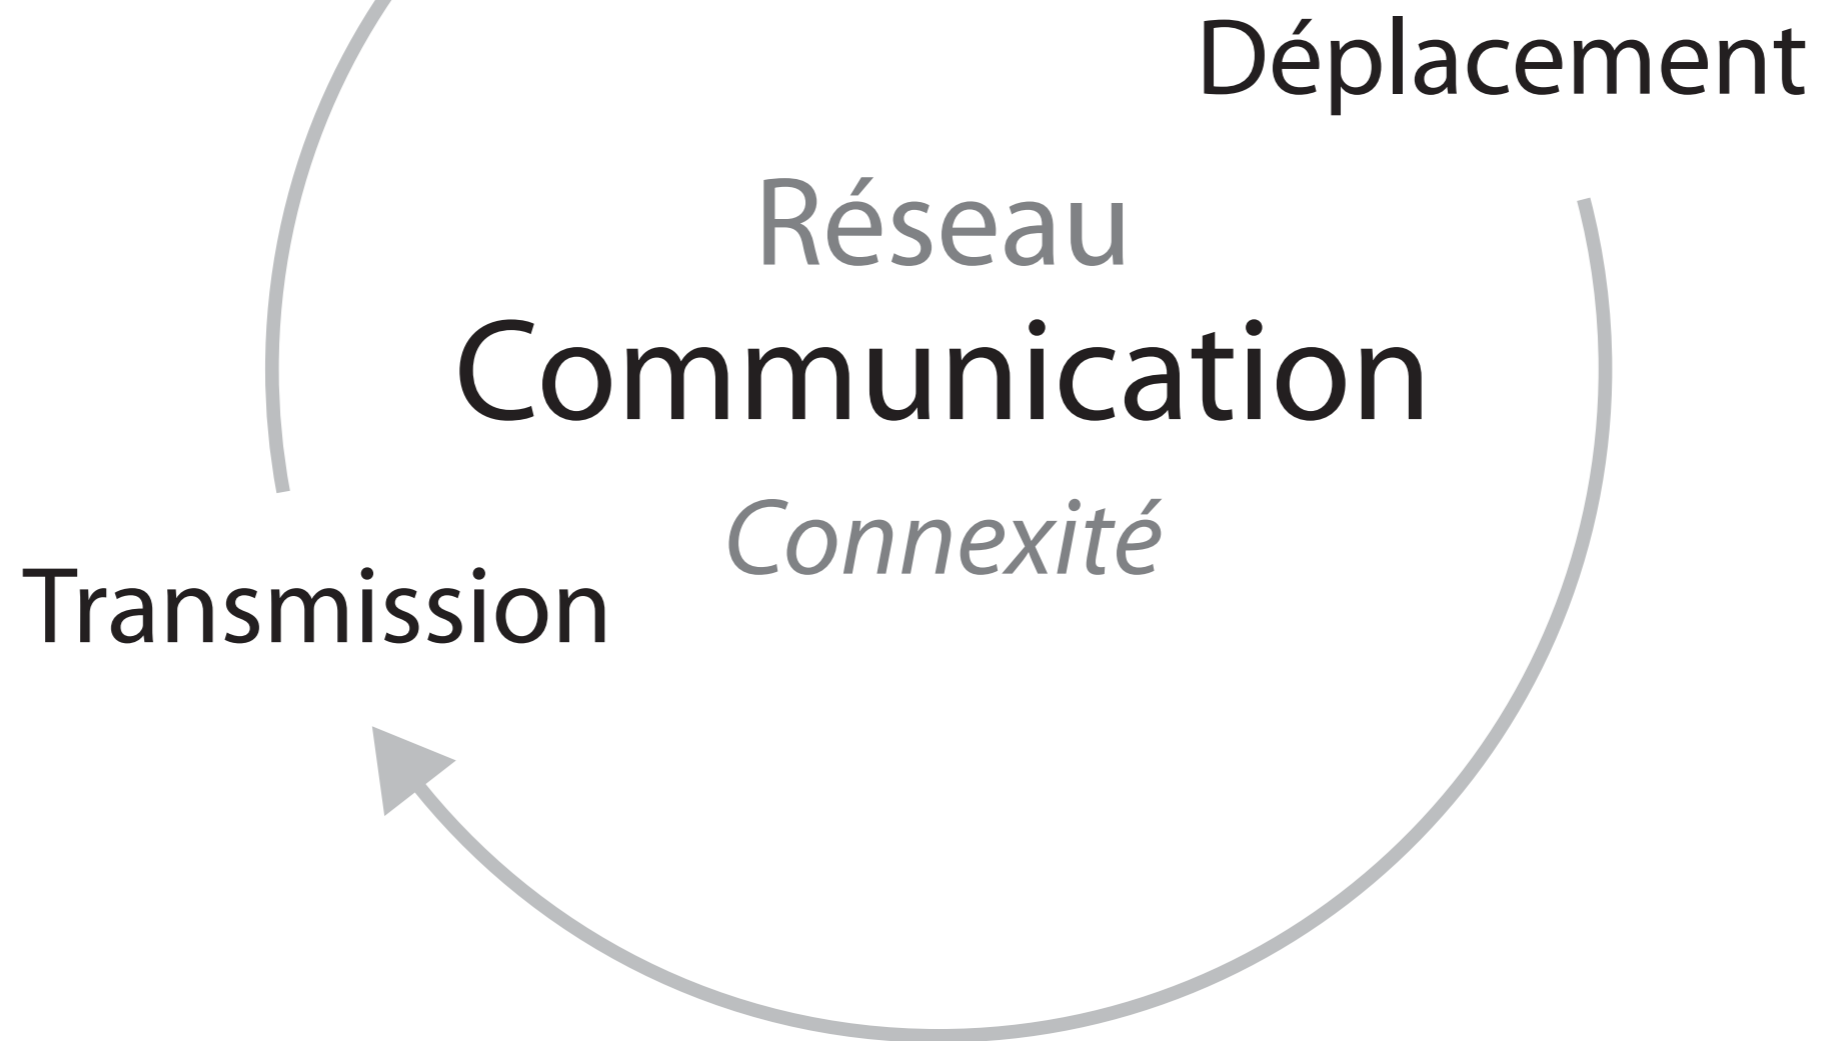 Déplacement
Réseau
Communication
Connexité
Transmission